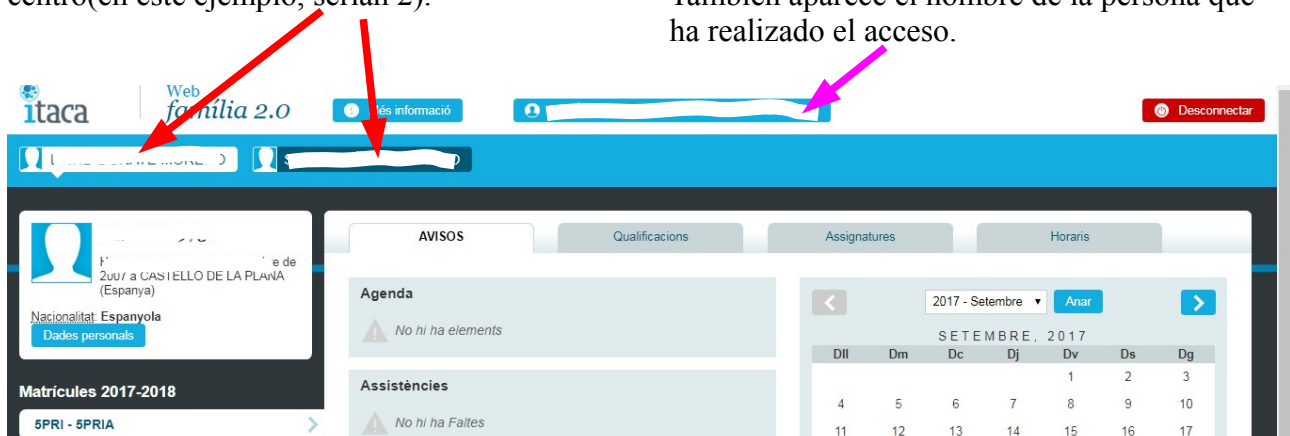 centro(en este ejemplo, serían 2).
También aparece el nombre de la persona que
ha realizado el acceso.
itaca
Web
família 2.0
Més informació
Desconnectar
AVISOS
Qualificacions
Assignatures
Horaris
de
2007 a CASTELLO DE LA PLANA
(Espanya)
Nacionalitat: Espanyola
Dades personals
Matrícules 2017-2018
5PRI - 5PRIA
Agenda
No hi ha elements
Assistències
No hi ha Faltes
2017 - Setembre
Anar
SETEMBRE, 2017
Dll Dm Dc Dj Dv Ds Dg
1 2 3
4 5 6 7 8 9 10
11 12 13 14 15 16 17